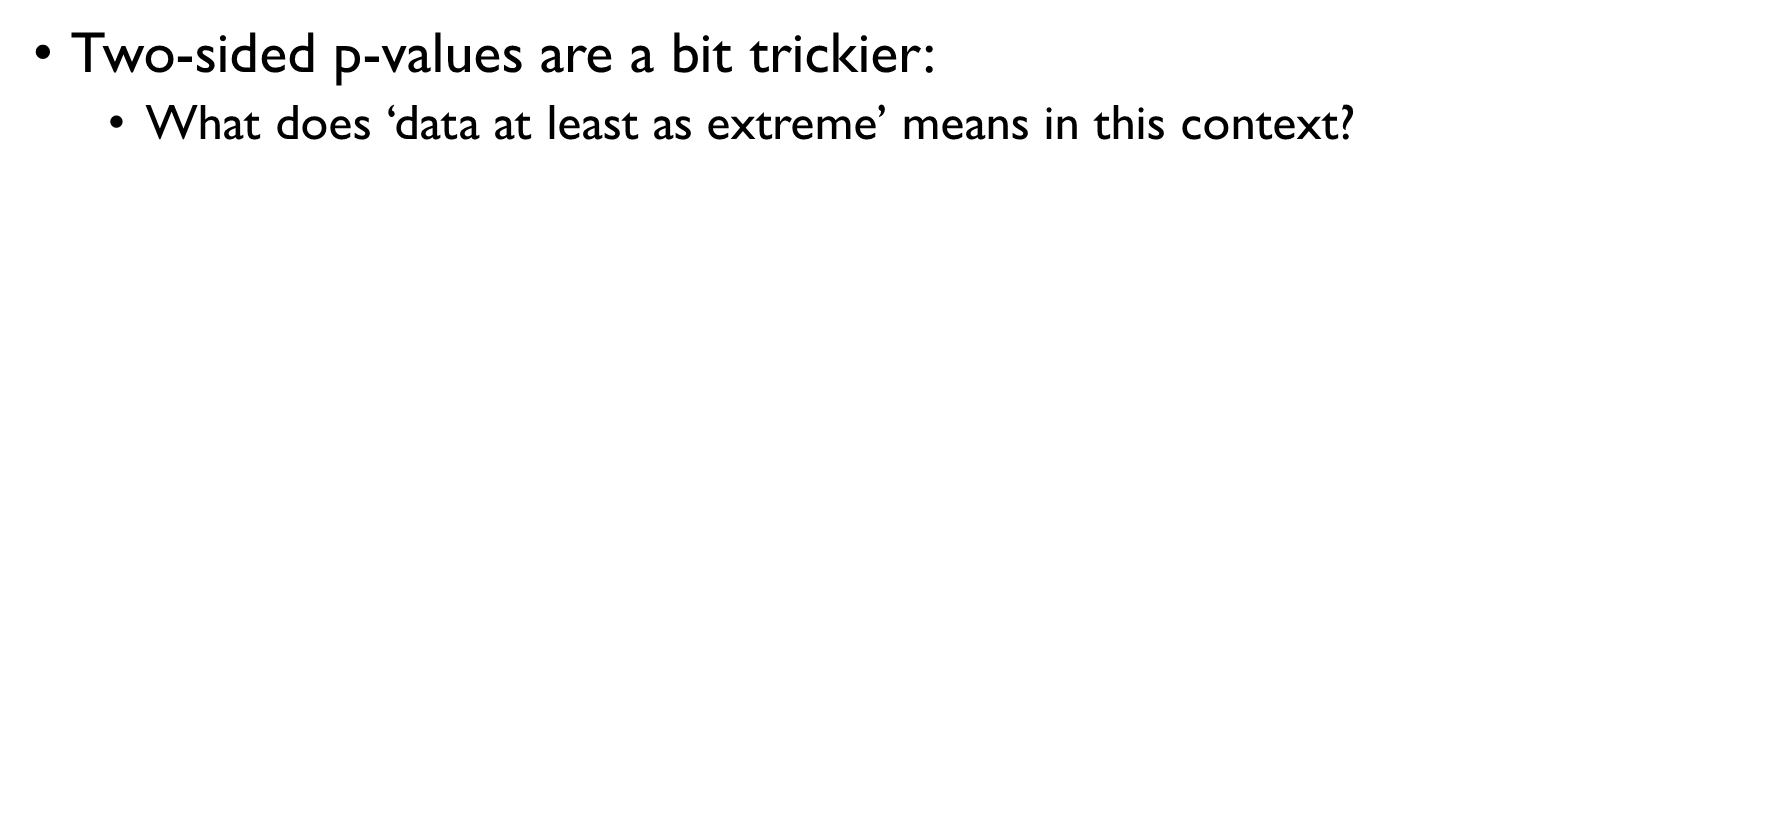 • Two-sided p-values are a bit trickier:
• What does ‘data at least as extreme’ means in this context?